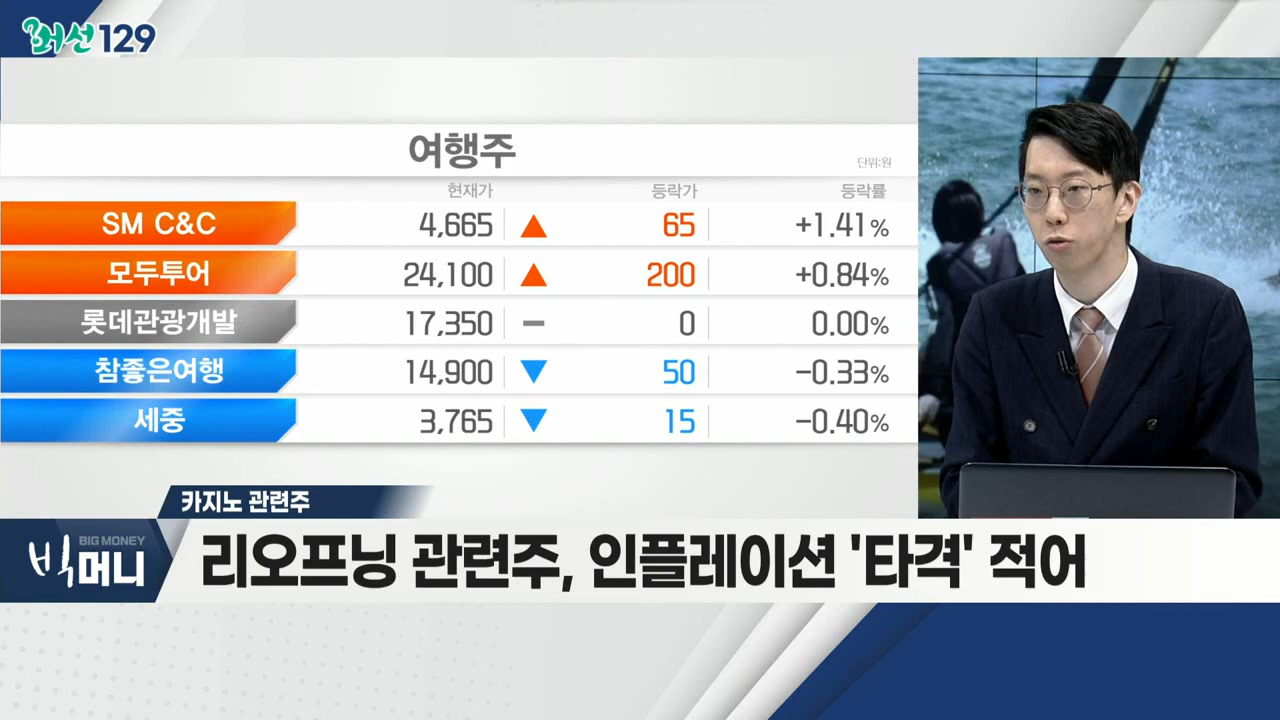 머선129
여행주
단위:원
현재가 등락가 등락률
SM C&C 4,665 ▲ 65 +1.41%
모두투어 24,100 ▲ 200 +0.84%
롯데관광개발 17,350 － 0 0.00%
참좋은여행 14,900 ▼ 50 -0.33%
세중 3,765 ▼ 15 -0.40%
카지노 관련주
BIG MONEY
빅머니
리오프닝 관련주, 인플레이션 '타격' 적어